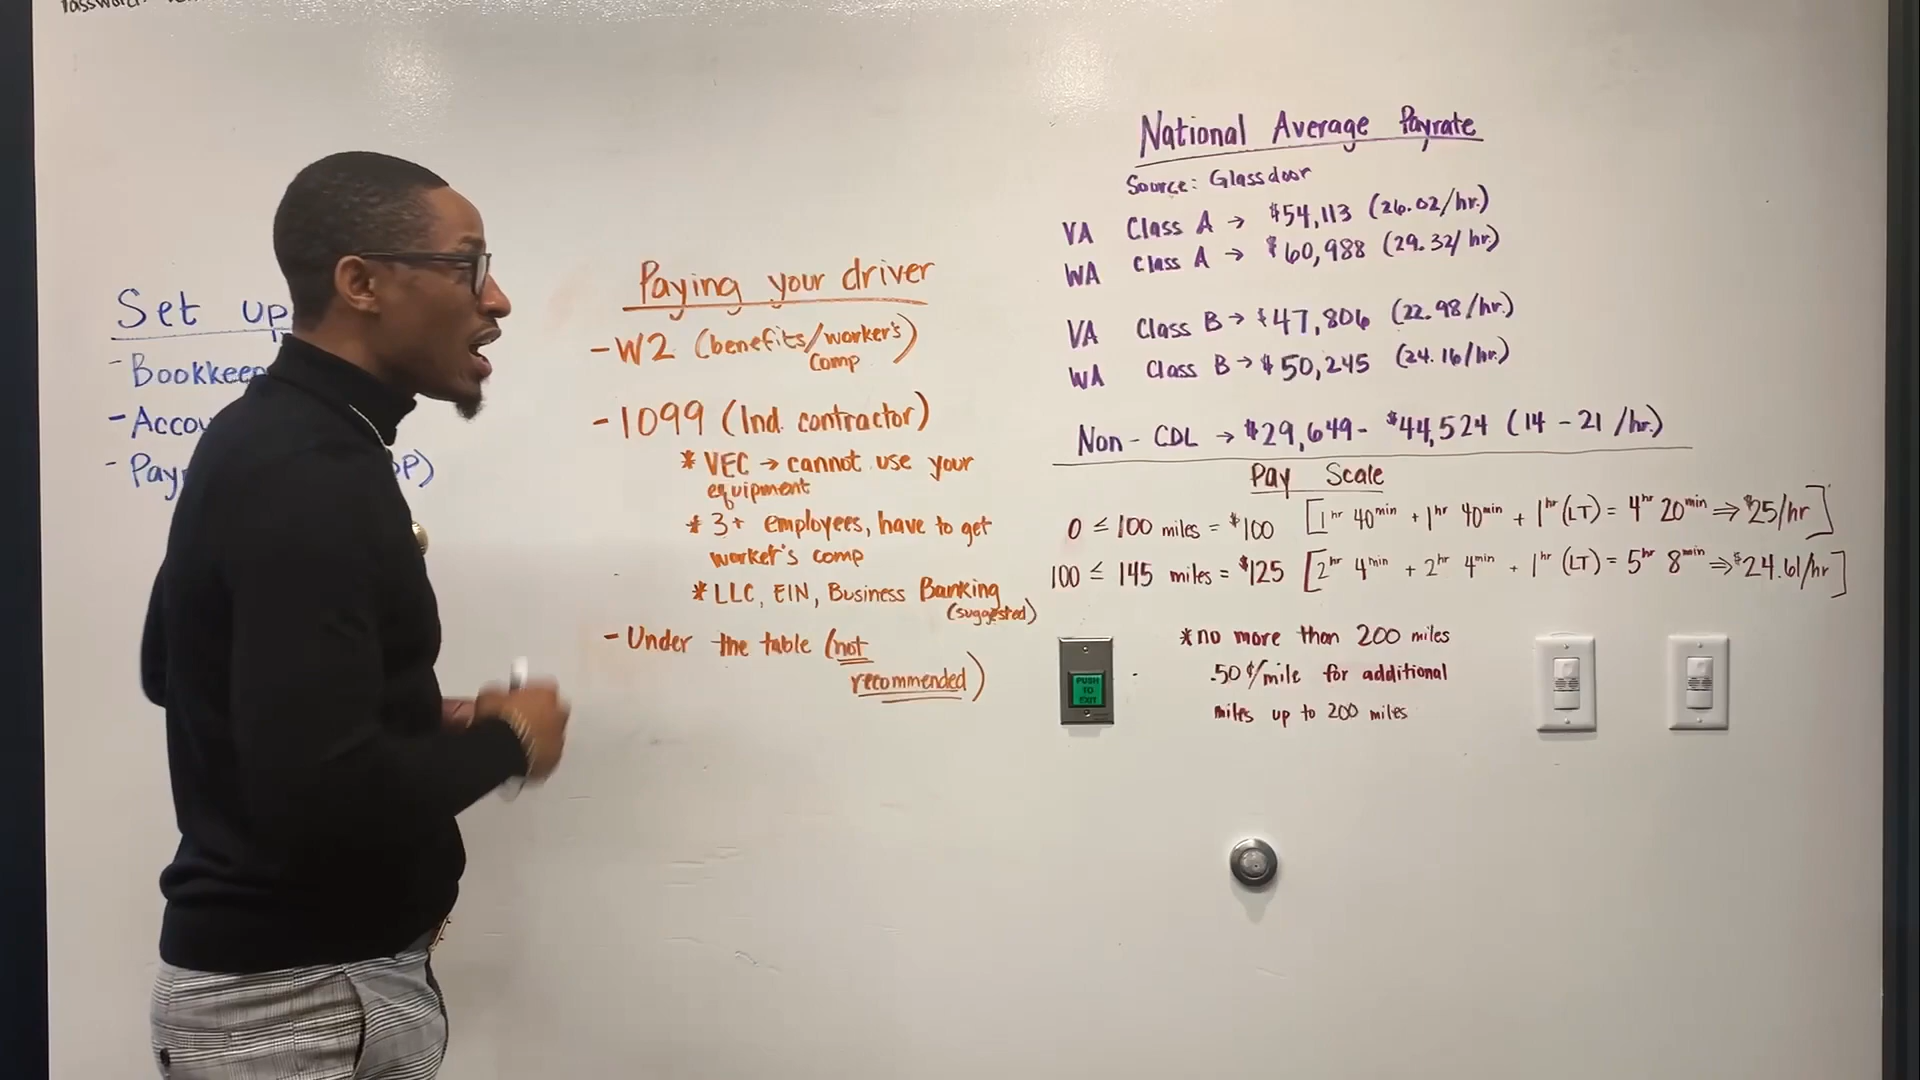 Set up
- Bookkeep
- Accou
- Pay
- W2 (benefits/worker's
comp)
Paying your driver
- 1099 (Ind. contractor)
* VEC → cannot use your
equipment
* 3+ employees, have to get
worker's comp
* LLC, EIN, Business Banking
(suggested)
- Under the table (not
recommended)
National Average Payrate
Source: Glassdoor
VA Class A → $54,113 (26.02/hr.)
WA Class A → $60,988 (29.32/hr)
VA Class B → $47,806 (22.98/hr.)
WA Class B → $50,245 (24.16/hr.)
Non-CDL → $29,649 - $44,524 (14 - 21 /hr.)
Pay Scale
0 ≤ 100 miles = $100 [1hr 40min + 1hr 40min + 1hr (LT) = 4hr 20min ⇒ $25/hr]
100 ≤ 145 miles = $125 [2hr 4min + 2hr 4min + 1hr (LT) = 5hr 8min ⇒ $24.61/hr]
*no more than 200 miles
.50¢/mile for additional
miles up to 200 miles
PUSH
TO
EXIT